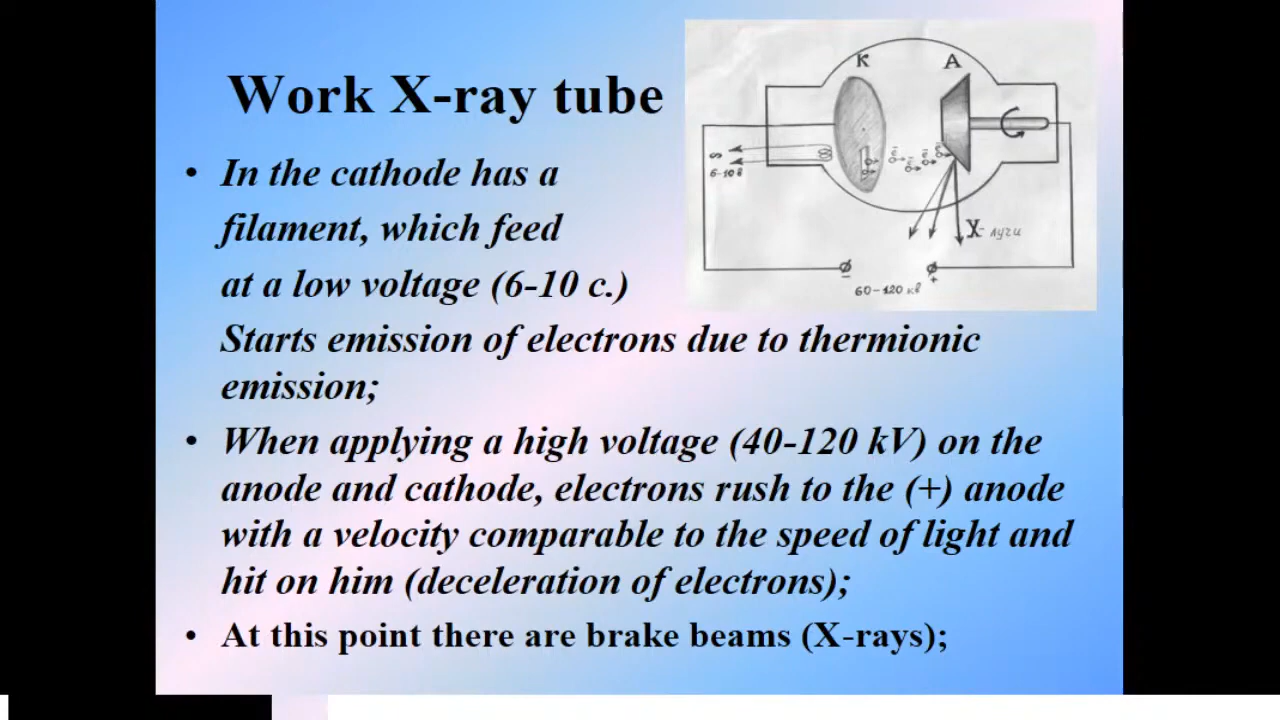 Work X-ray tube
• In the cathode has a
filament, which feed
at a low voltage (6-10 c.)
Starts emission of electrons due to thermionic
emission;
• When applying a high voltage (40-120 kV) on the
anode and cathode, electrons rush to the (+) anode
with a velocity comparable to the speed of light and
hit on him (deceleration of electrons);
• At this point there are brake beams (X-rays);
К
А
6-10в
X- лучи
60-120 кв